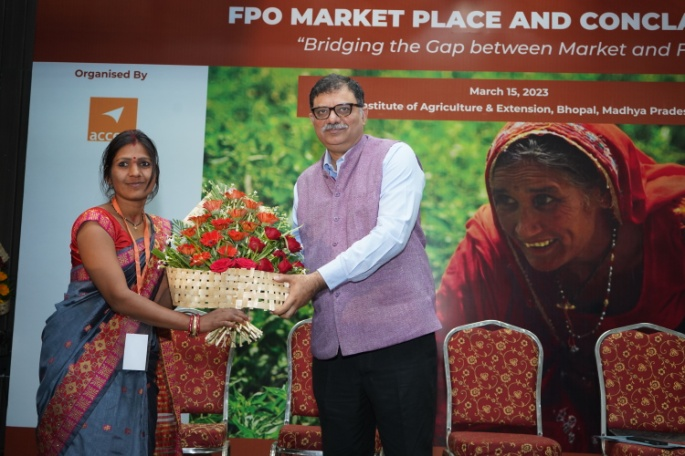 FPO MARKET PLACE AND CONCLA
"Bridging the Gap between Market and F
Organised By
acce
March 15, 2023
nstitute of Agriculture & Extension, Bhopal, Madhya Prades